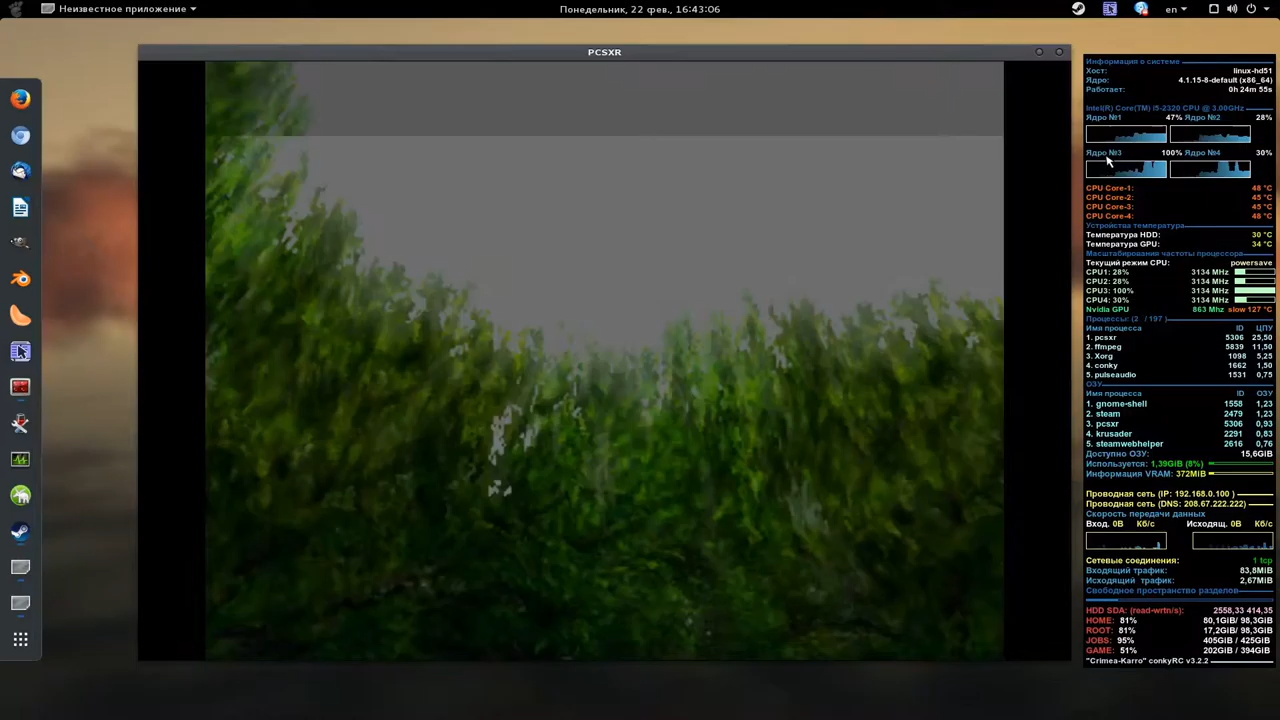 Неизвестное приложение
Понедельник, 22 фев., 16:43:06
en
PCSXR
Информация о системе
Хост: linux-hd51
Ядро: 4.1.15-8-default (x86_64)
Работает: 0h 24m 55s
Intel(R) Core(TM) i5-2320 CPU @ 3.00GHz
Ядро №1 47% Ядро №2 28%
Ядро №3 100% Ядро №4 30%
CPU Core-1: 48 °C
CPU Core-2: 45 °C
CPU Core-3: 45 °C
CPU Core-4: 48 °C
Устройства температура
Температура HDD: 30 °C
Температура GPU: 34 °C
Масштабирования частоты процессора
Текущий режим CPU: powersave
CPU1: 28% 3134 MHz
CPU2: 28% 3134 MHz
CPU3: 100% 3134 MHz
CPU4: 30% 3134 MHz
Nvidia GPU 863 Mhz slow 127 °C
Процессы: (2 / 197 )
Имя процесса ID ЦПУ
1. pcsxr 5306 25,50
2. ffmpeg 5839 11,50
3. Xorg 1098 5,25
4. conky 1662 1,50
5. pulseaudio 1531 0,75
ОЗУ
Имя процесса ID ОЗУ
1. gnome-shell 1558 1,23
2. steam 2479 1,23
3. pcsxr 5306 0,93
4. krusader 2291 0,83
5. steamwebhelper 2616 0,76
Доступно ОЗУ: 15,6GiB
Используется: 1,39GiB (8%)
Информация VRAM: 372MiB
Проводная сеть (IP: 192.168.0.100 )
Проводная сеть (DNS: 208.67.222.222)
Скорость передачи данных
Вход. 0B Кб/с Исходящ. 0B Кб/с
Сетевые соединения: 1 tcp
Входящий трафик: 83,8MiB
Исходящий трафик: 2,67MiB
Свободное пространство разделов
HDD SDA: (read-wrtn/s): 2558,33 414,35
HOME: 81% 80,1GiB/ 98,3GiB
ROOT: 81% 17,2GiB/ 98,3GiB
JOBS: 95% 405GiB / 425GiB
GAME: 51% 202GiB / 394GiB
"Crimea-Karro" conkyRC v3.2.2